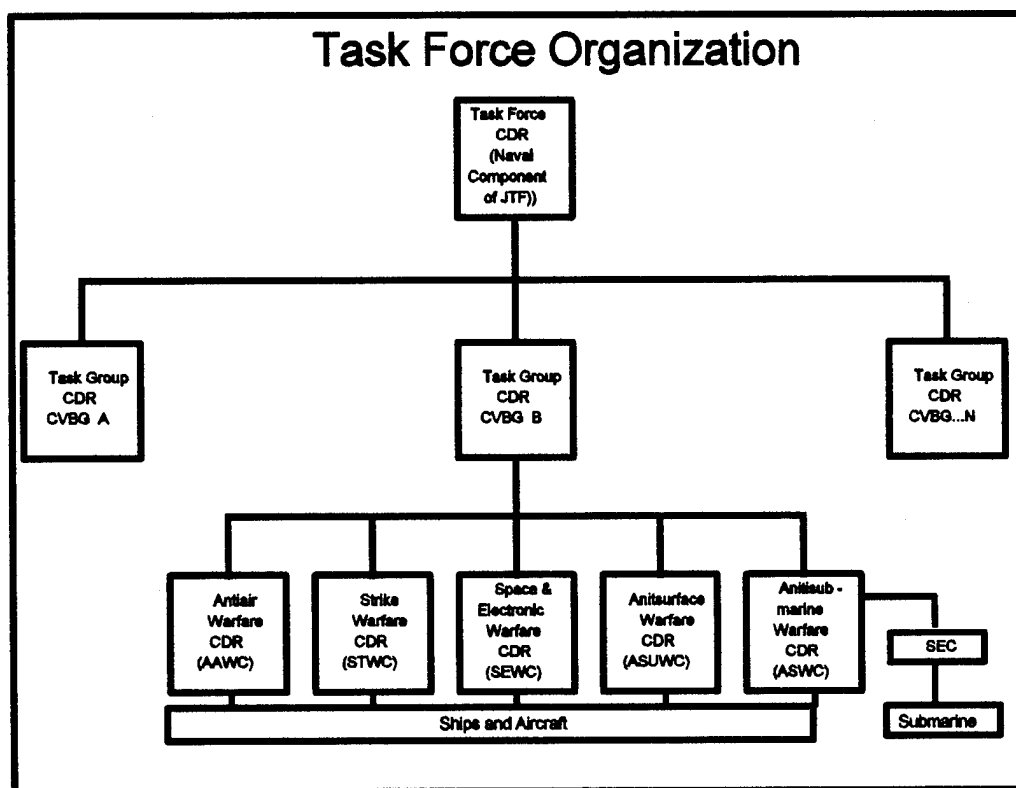 Task Force Organization
Task Force
CDR
(Naval
Component
of JTF))
Task Group
CDR
CVBG A
Task Group
CDR
CVBG B
Task Group
CDR
CVBG...N
Antiair
Warfare
CDR
(AAWC)
Strike
Warfare
CDR
(STWC)
Space &
Electronic
Warfare
CDR
(SEWC)
Anitsurface
Warfare
CDR
(ASUWC)
Anitisub -
marine
Warfare
CDR
(ASWC)
SEC
Ships and Aircraft
Submarine